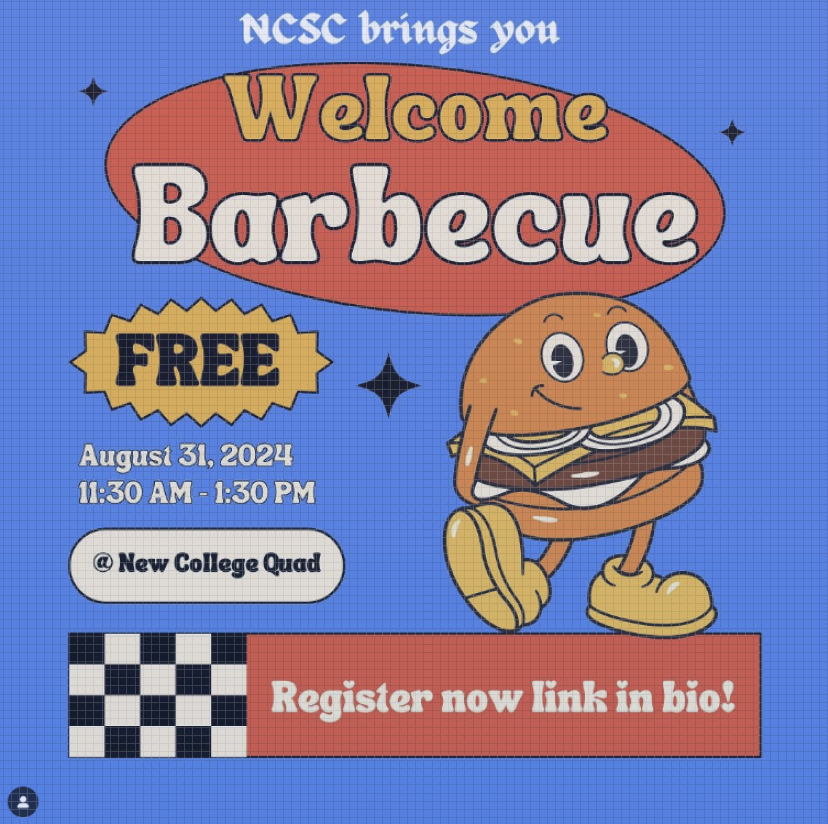 NCSC brings you
Welcome
Barbecue
FREE
August 31, 2024
11:30 AM - 1:30 PM
@ New College Quad
Register now link in bio!